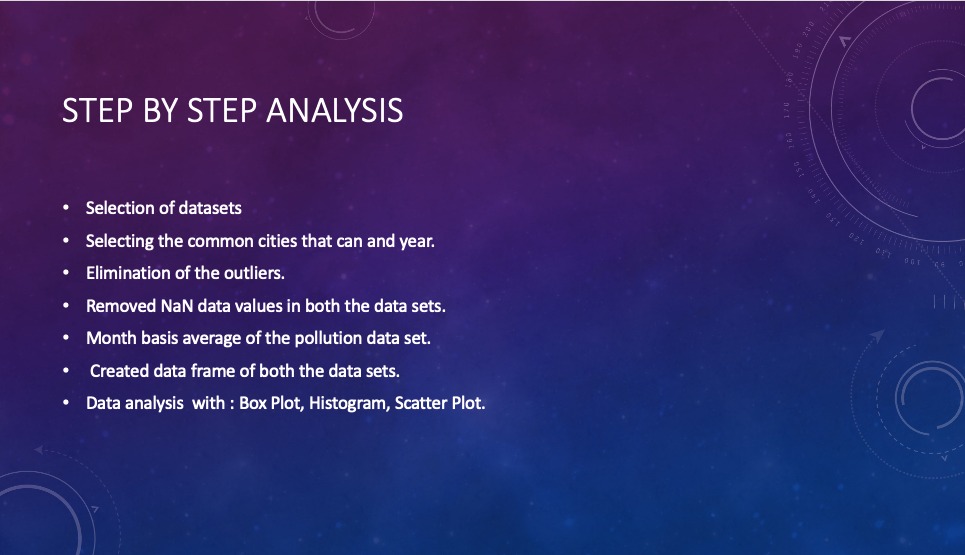 STEP BY STEP ANALYSIS
• Selection of datasets
• Selecting the common cities that can and year.
• Elimination of the outliers.
• Removed NaN data values in both the data sets.
• Month basis average of the pollution data set.
• Created data frame of both the data sets.
• Data analysis  with : Box Plot, Histogram, Scatter Plot.